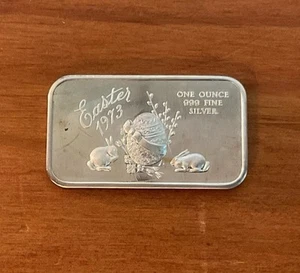 Easter
1973
ONE OUNCE
999 FINE
SILVER